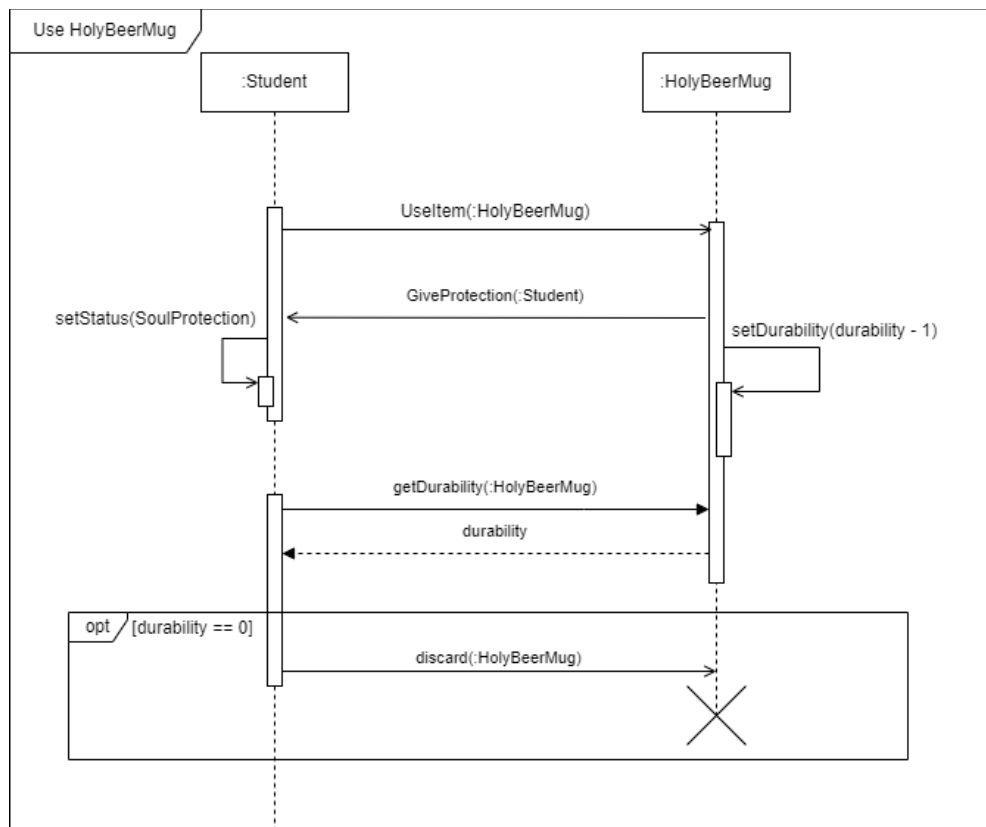 Use HolyBeerMug
:Student
:HolyBeerMug
UseItem(:HolyBeerMug)
GiveProtection(:Student)
setStatus(SoulProtection)
setDurability(durability - 1)
getDurability(:HolyBeerMug)
durability
opt
[durability == 0]
discard(:HolyBeerMug)